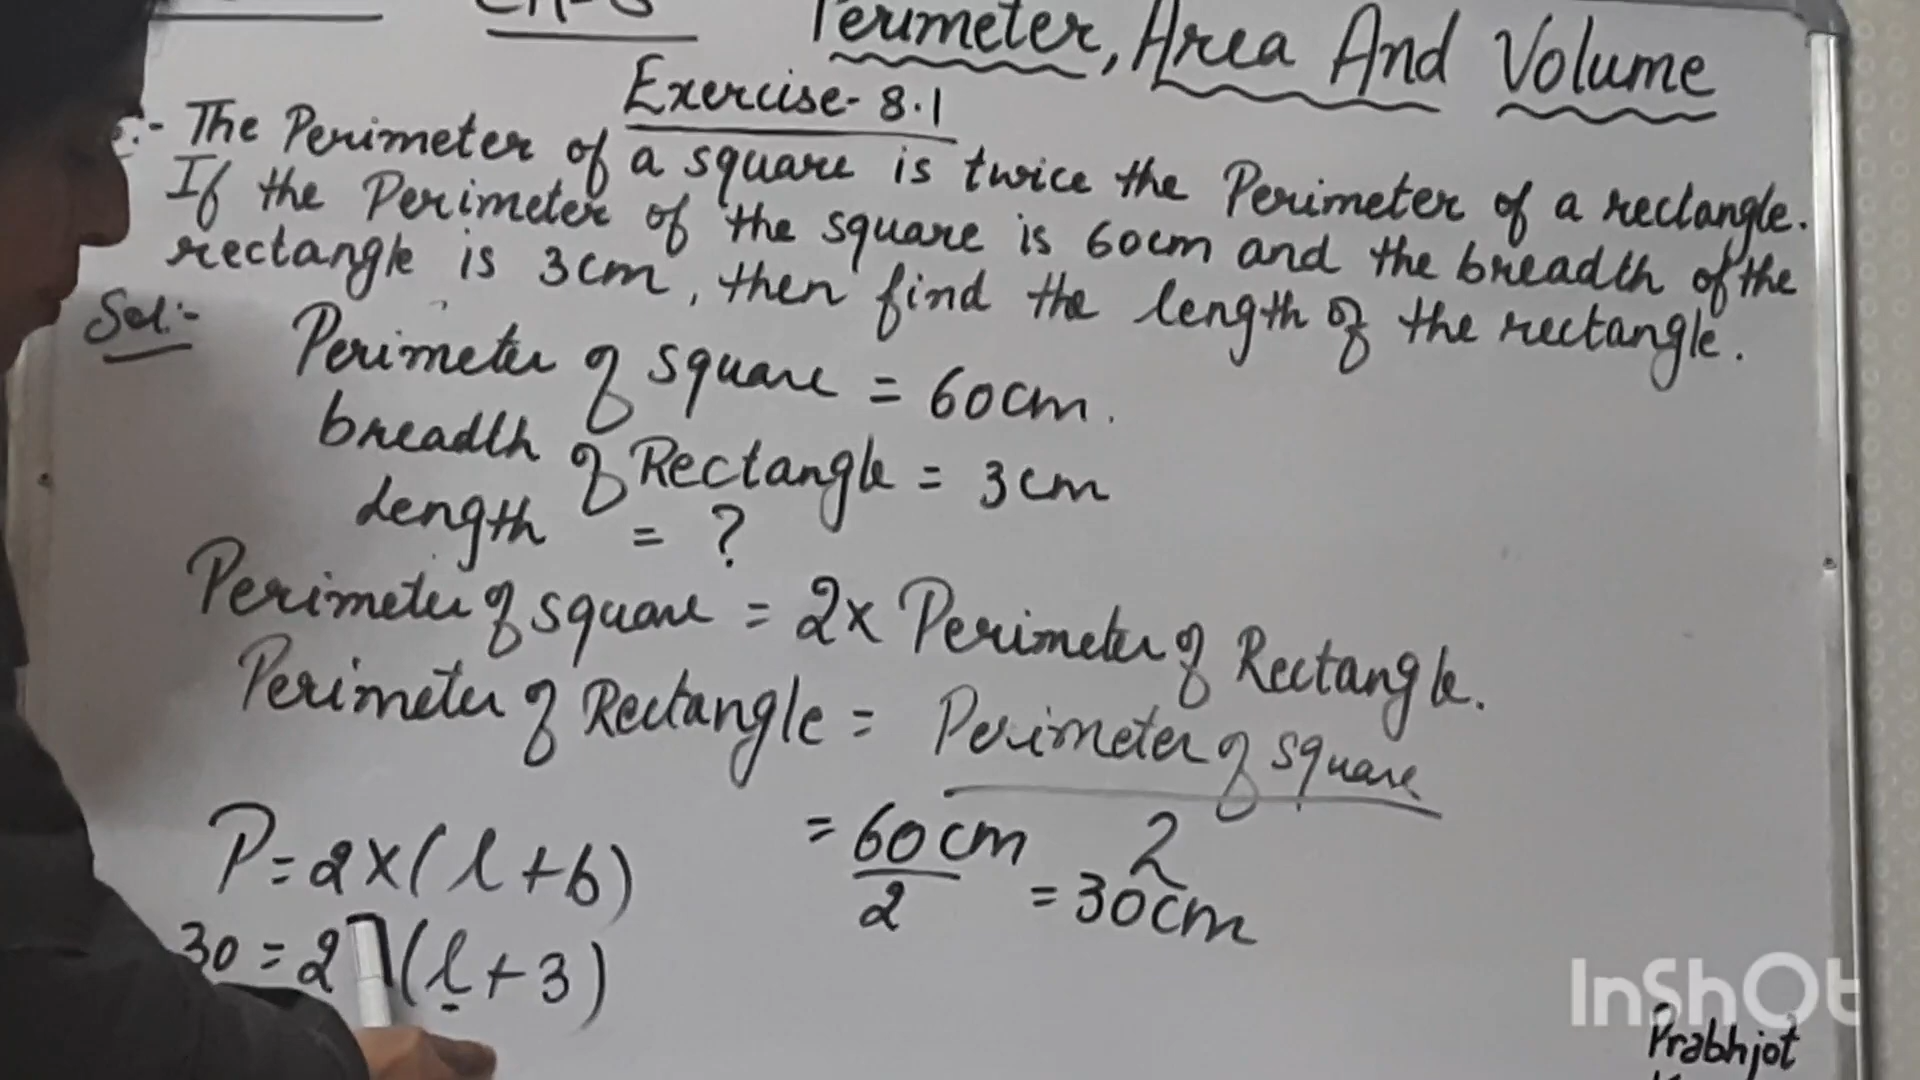 Perimeter, Area And Volume
Exercise-8.1
:- The Perimeter of a square is twice the Perimeter of a rectangle.
If the Perimeter of the square is 60cm and the breadth of the
rectangle is 3cm, then find the length of the rectangle.
Sol:-
Perimeter of square = 60cm.
breadth of Rectangle = 3cm
Length = ?
Perimeter of square = 2x Perimeter of Rectangle.
Perimeter of Rectangle = Perimeter of square
2
= 60cm
2
= 30cm
P = 2x(l+b)
30 = 2 (l+3)
InShOt
Prabhjot